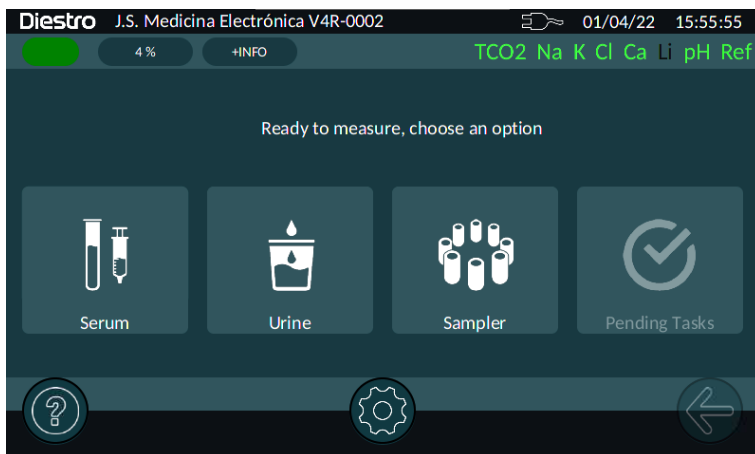 Diestro J.S. Medicina Electrónica V4R-0002 01/04/22 15:55:55
4 % +INFO TCO2 Na K Cl Ca Li pH Ref
Ready to measure, choose an option
Serum Urine Sampler Pending Tasks
?